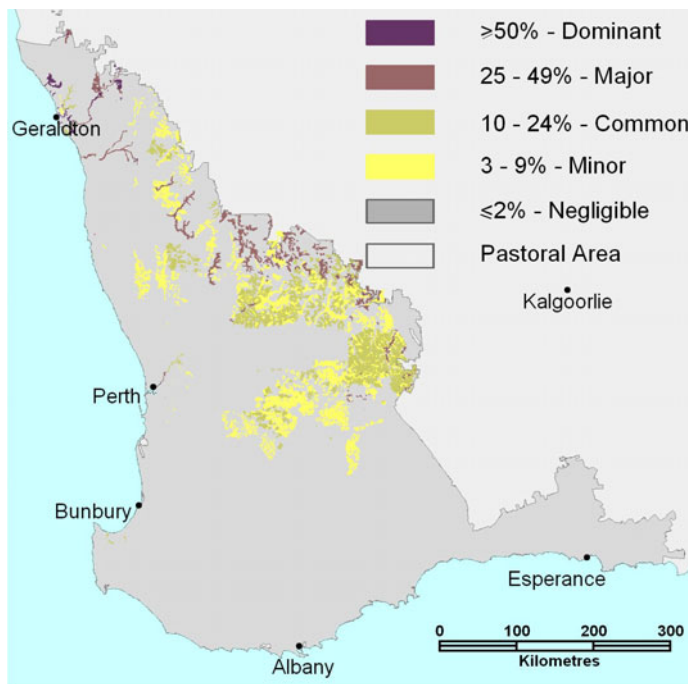 ≥50% - Dominant
25 - 49% - Major
10 - 24% - Common
3 - 9% - Minor
≤2% - Negligible
Pastoral Area
Geraldton
Kalgoorlie
Perth
Bunbury
Esperance
Albany
0 100 200 300
Kilometres